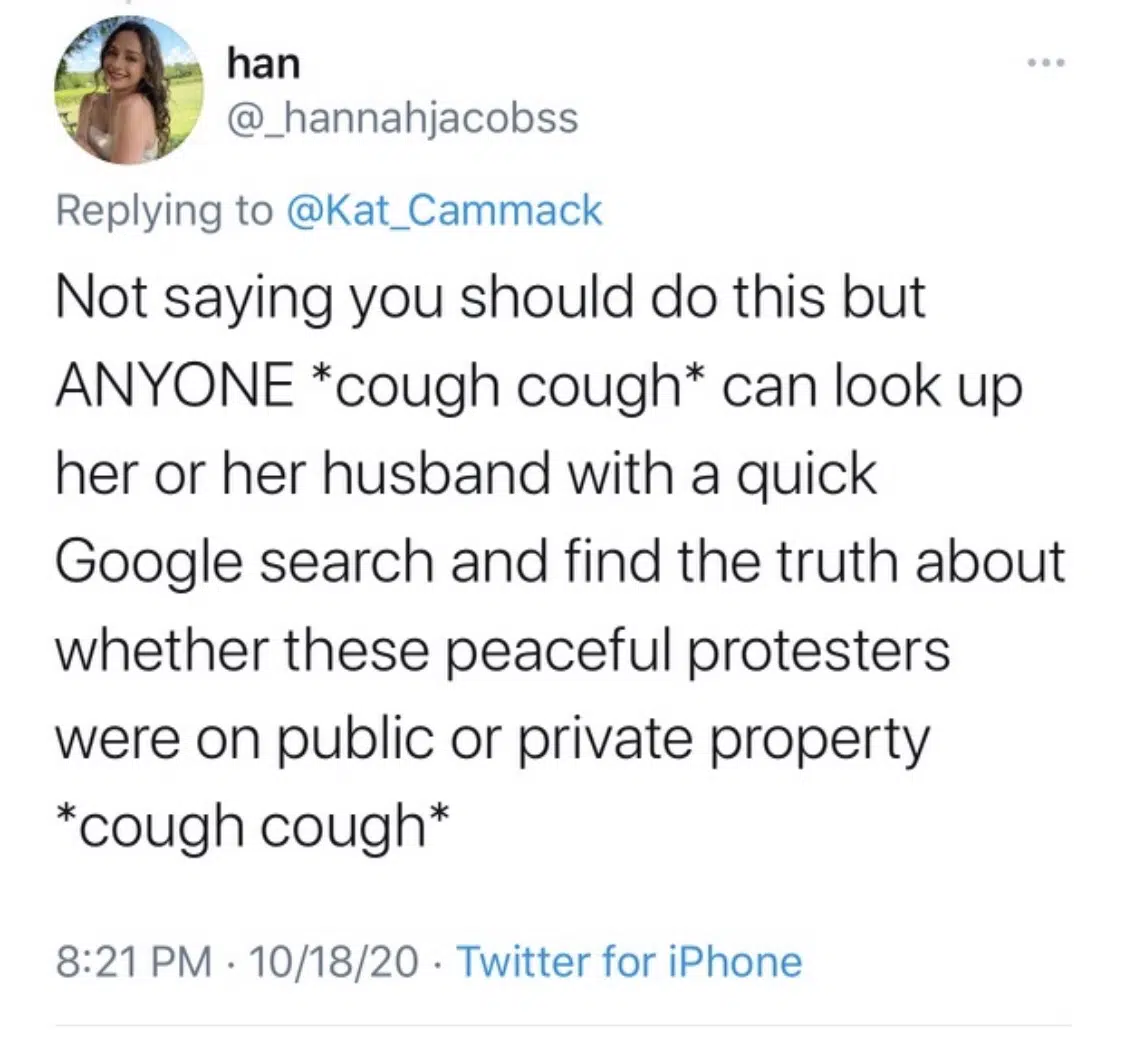 han
@_hannahjacobss
Replying to @Kat_Cammack
Not saying you should do this but
ANYONE *cough cough* can look up
her or her husband with a quick
Google search and find the truth about
whether these peaceful protesters
were on public or private property
*cough cough*
8:21 PM · 10/18/20 · Twitter for iPhone